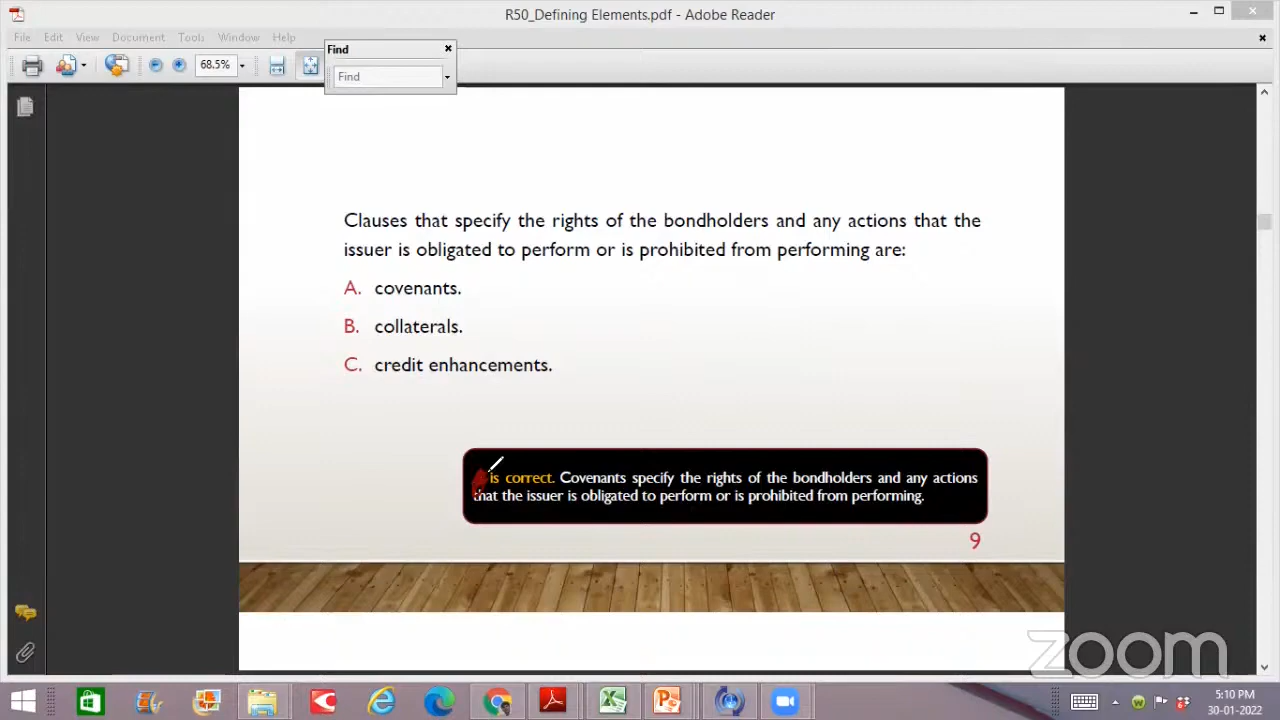 R50_Defining Elements.pdf - Adobe Reader
File Edit View Document Tools Window Help
Find
68.5%
Find
Clauses that specify the rights of the bondholders and any actions that the
issuer is obligated to perform or is prohibited from performing are:
A. covenants.
B. collaterals.
C. credit enhancements.
is correct. Covenants specify the rights of the bondholders and any actions
that the issuer is obligated to perform or is prohibited from performing.
9
zoom
5:10 PM
30-01-2022